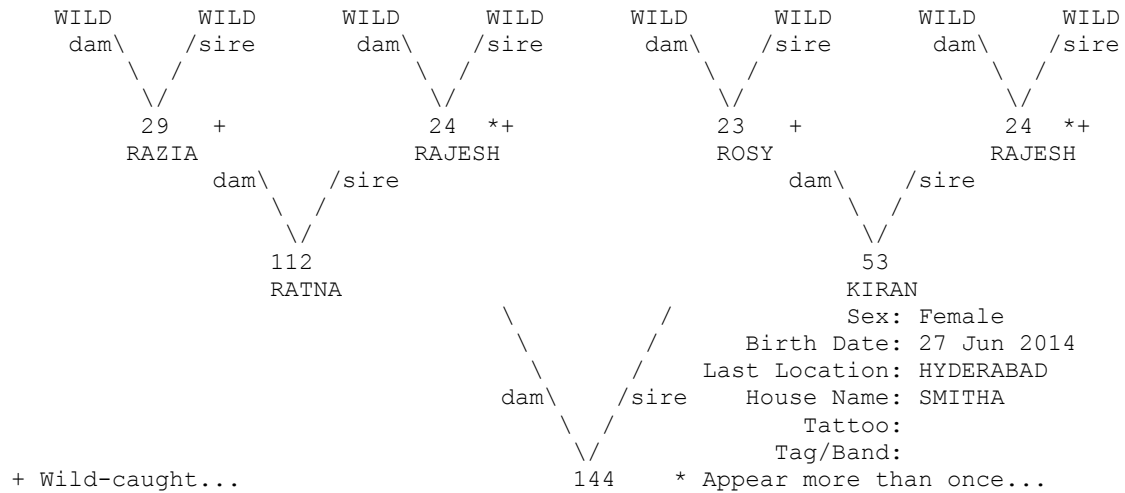 WILD WILD WILD WILD WILD WILD WILD WILD
dam\ /sire dam\ /sire dam\ /sire dam\ /sire
\ / \ / \ / \ /
\/ \/ \/ \/
29 + 24 *+ 23 + 24 *+
RAZIA RAJESH ROSY RAJESH
dam\ /sire dam\ /sire
\ / \ /
\/ \/
112 53
RATNA KIRAN
\ / Sex: Female
\ / Birth Date: 27 Jun 2014
\ / Last Location: HYDERABAD
dam\ /sire House Name: SMITHA
\ / Tattoo:
\/ Tag/Band:
+ Wild-caught... 144 * Appear more than once...